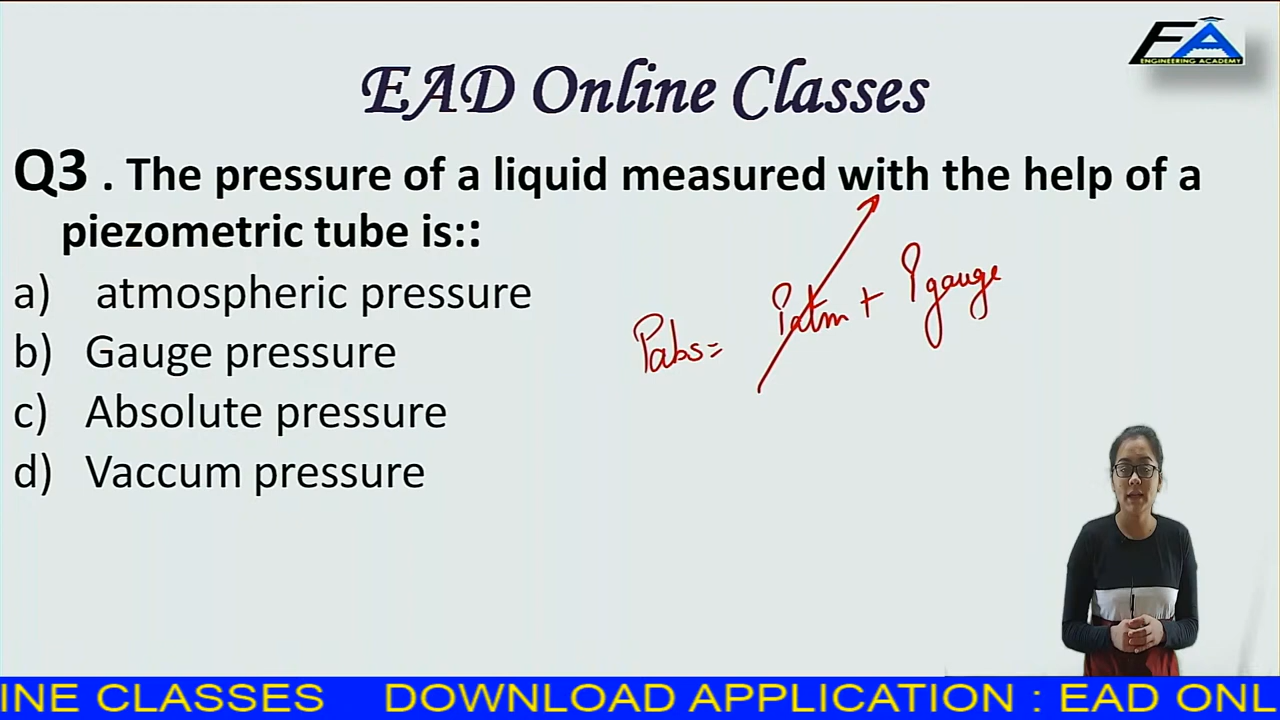 FA
ENGINEERING ACADEMY
EAD Online Classes
Q3 . The pressure of a liquid measured with the help of a
piezometric tube is::
a) atmospheric pressure
b) Gauge pressure
c) Absolute pressure
d) Vaccum pressure
Pabs= Patm + Pgauge
INE CLASSES DOWNLOAD APPLICATION : EAD ONL